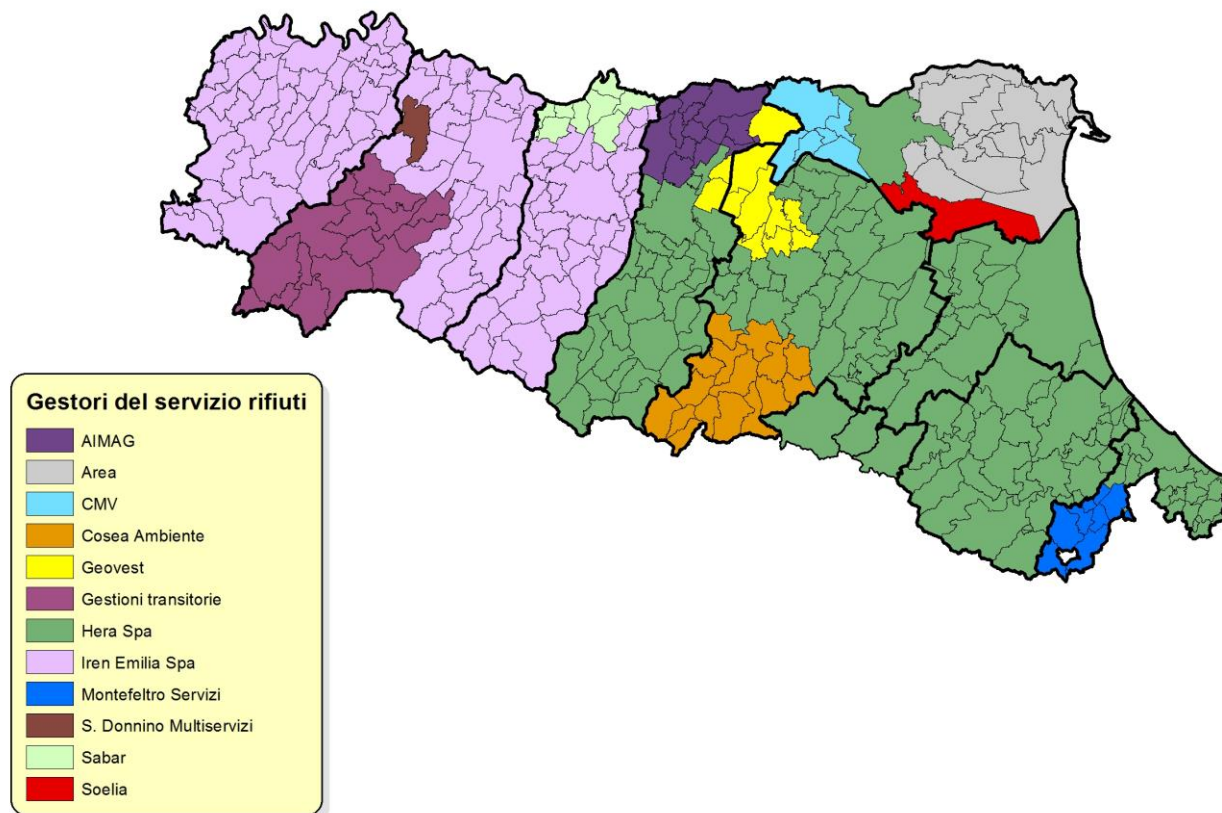 Gestori del servizio rifiuti
AIMAG
Area
CMV
Cosea Ambiente
Geovest
Gestioni transitorie
Hera Spa
Iren Emilia Spa
Montefeltro Servizi
S. Donnino Multiservizi
Sabar
Soelia